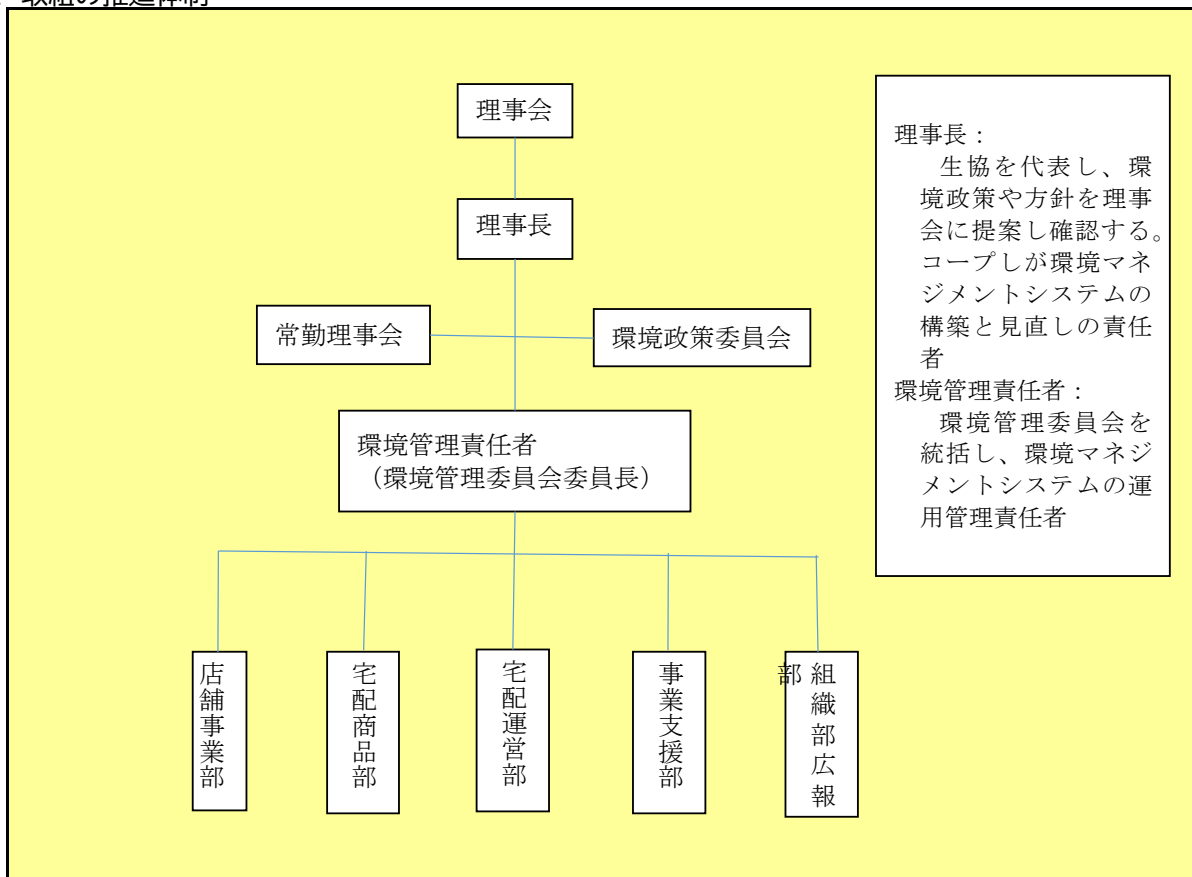 取組の推進体制
理事会
理事長
常勤理事会
環境政策委員会
環境管理責任者
（環境管理委員会委員長）
店舗事業部
宅配商品部
宅配運営部
事業支援部
組織部広報
部
理事長：
生協を代表し、環
境政策や方針を理事
会に提案し確認する。
コープしが環境マネ
ジメントシステムの
構築と見直しの責任
者
環境管理責任者：
環境管理委員会を
統括し、環境マネジ
メントシステムの運
用管理責任者